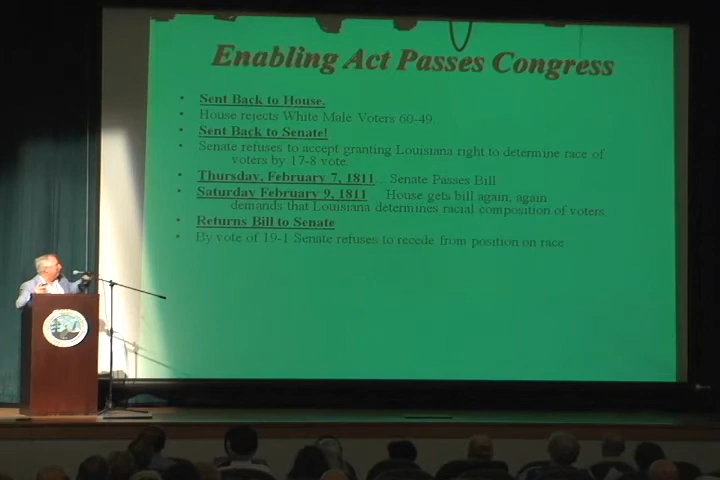 Enabling Act Passes Congress
• Sent Back to House.
• House rejects White Male Voters 60-49.
• Sent Back to Senate!
• Senate refuses to accept granting Louisiana right to determine race of
voters by 17-8 vote.
• Thursday, February 7, 1811... Senate Passes Bill
• Saturday February 9, 1811 House gets bill again, again
demands that Louisiana determines racial composition of voters
• Returns Bill to Senate
• By vote of 19-1 Senate refuses to recede from position on race